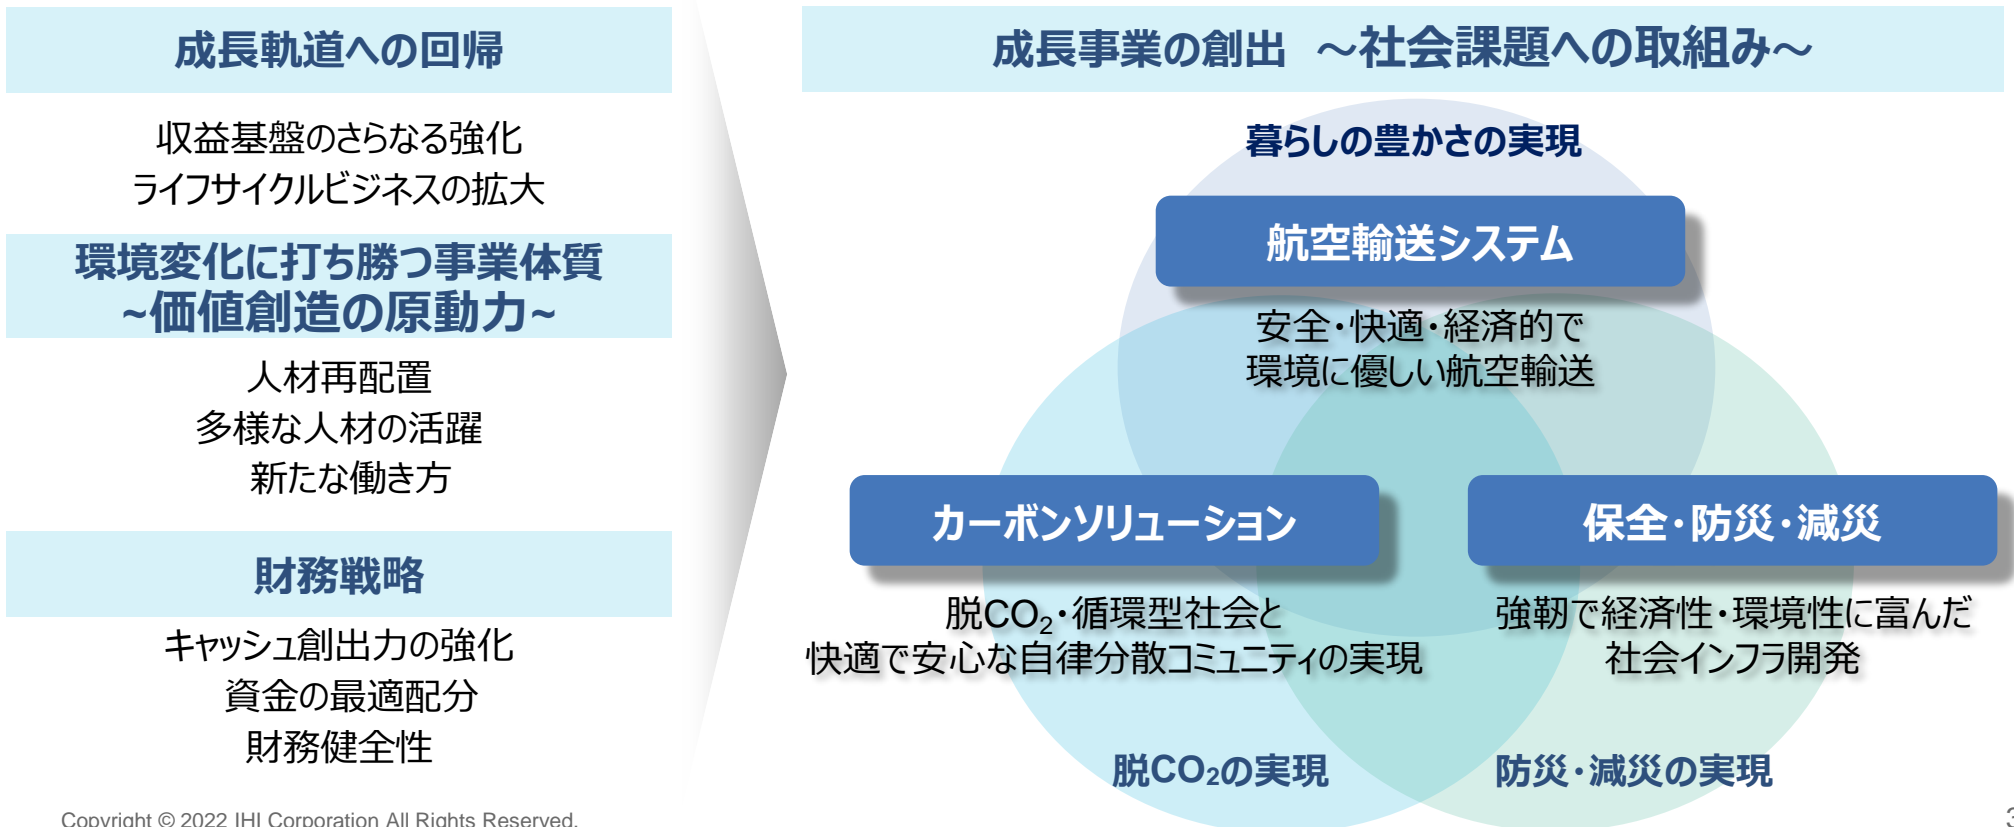 成長軌道への回帰
収益基盤のさらなる強化
ライフサイクルビジネスの拡大
環境変化に打ち勝つ事業体質
~価値創造の原動力~
人材再配置
多様な人材の活躍
新たな働き方
財務戦略
キャッシュ創出力の強化
資金の最適配分
財務健全性
成長事業の創出 ～社会課題への取組み～
暮らしの豊かさの実現
航空輸送システム
安全・快適・経済的で
環境に優しい航空輸送
カーボンソリューション
脱CO₂・循環型社会と
快適で安心な自律分散コミュニティの実現
保全・防災・減災
強靭で経済性・環境性に富んだ
社会インフラ開発
脱CO₂の実現
防災・減災の実現
Copyright © 2022 IHI Corporation All Rights Reserved.
3